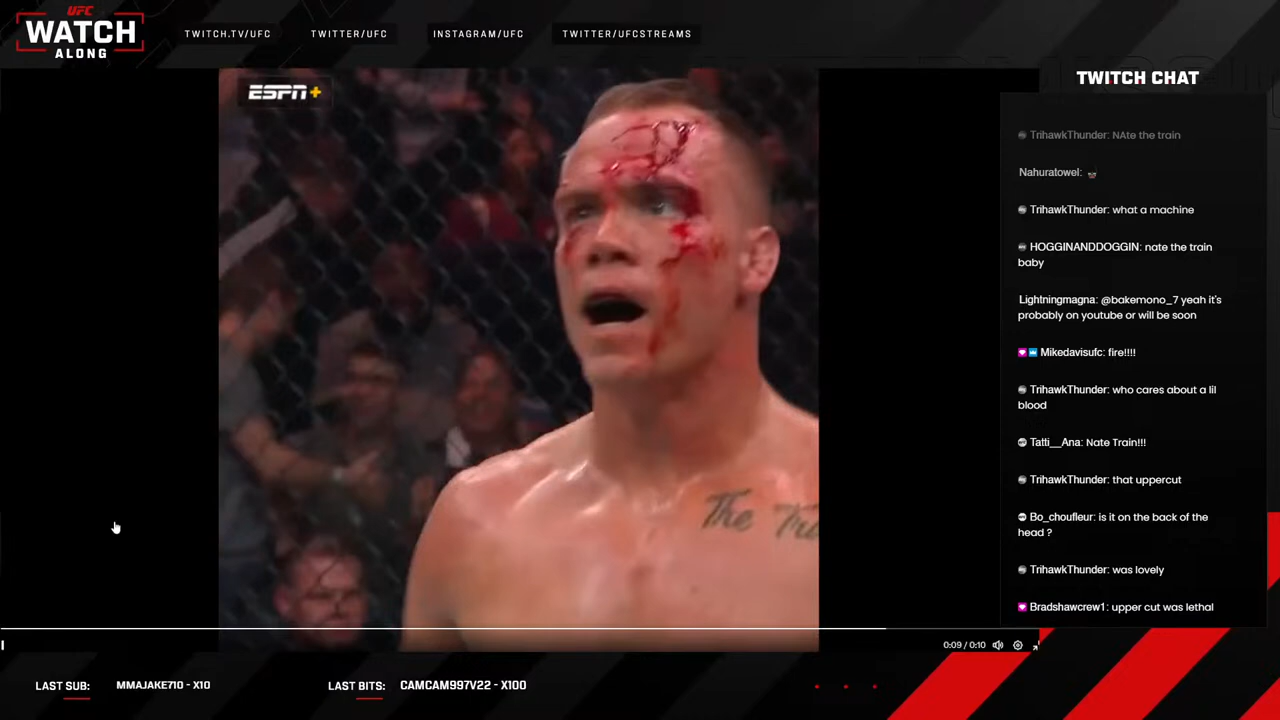 UFC
WATCH
ALONG
TWITCH.TV/UFC
TWITTER/UFC
INSTAGRAM/UFC
TWITTER/UFCSTREAMS
ESPN+
The
TWITCH CHAT
TrihawkThunder: NAte the train
Nahuratowel:
TrihawkThunder: what a machine
HOGGINANDDOGGIN: nate the train
baby
Lightningmagna: @bakemono_7 yeah it's
probably on youtube or will be soon
Mikedavisufc: fire!!!!
TrihawkThunder: who cares about a lil
blood
Tatti__Ana: Nate Train!!!
TrihawkThunder: that uppercut
Bo_choufleur: is it on the back of the
head ?
TrihawkThunder: was lovely
Bradshawcrew1: upper cut was lethal
0:09 / 0:10
LAST SUB:
MMAJAKE710 - X10
LAST BITS:
CAMCAM997V22 - X100